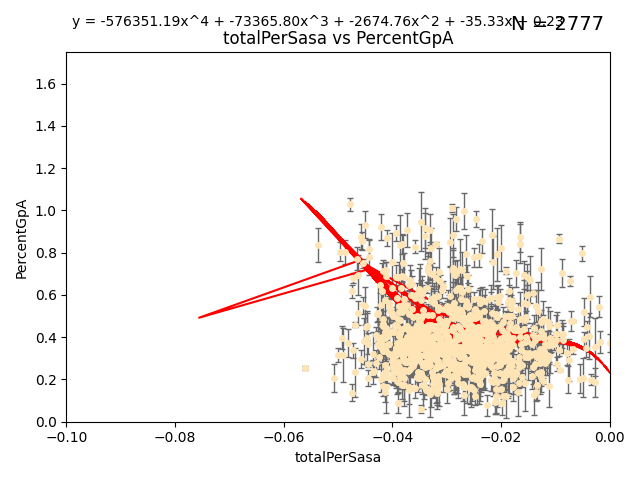 y = -576351.19x^4 + -73365.80x^3 + -2674.76x^2 + -35.33x + 0.23
N = 2777
totalPerSasa vs PercentGpA
PercentGpA
1.6
1.4
1.2
1.0
0.8
0.6
0.4
0.2
0.0
−0.10 −0.08 −0.06 −0.04 −0.02 0.00
totalPerSasa